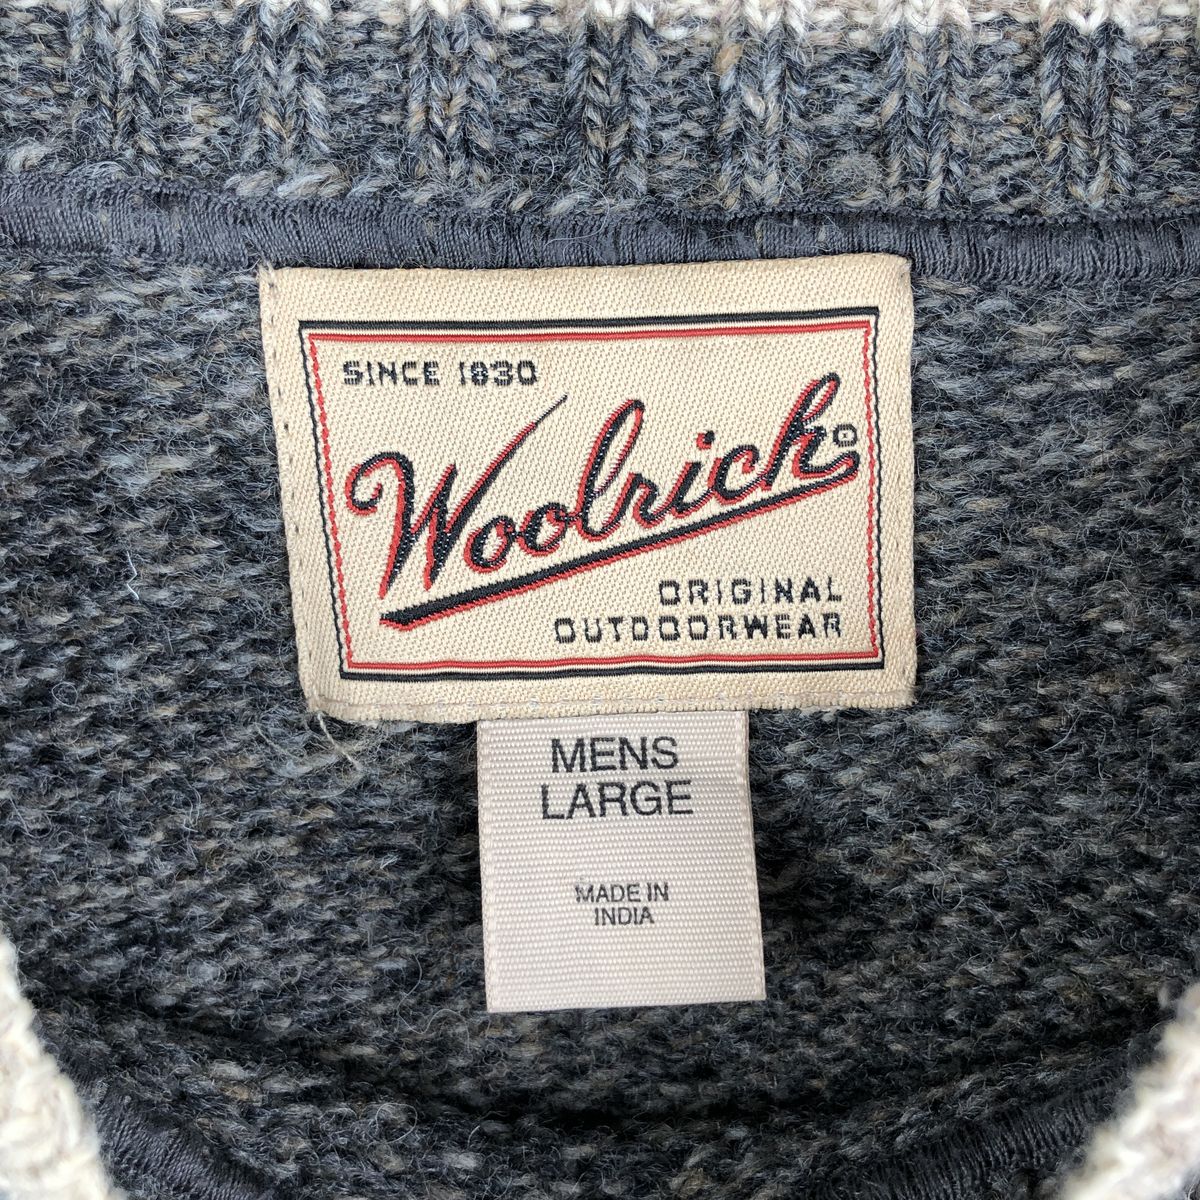 SINCE 1830
Woolrich®
ORIGINAL
OUTDOORWEAR
MENS
LARGE
MADE IN
INDIA